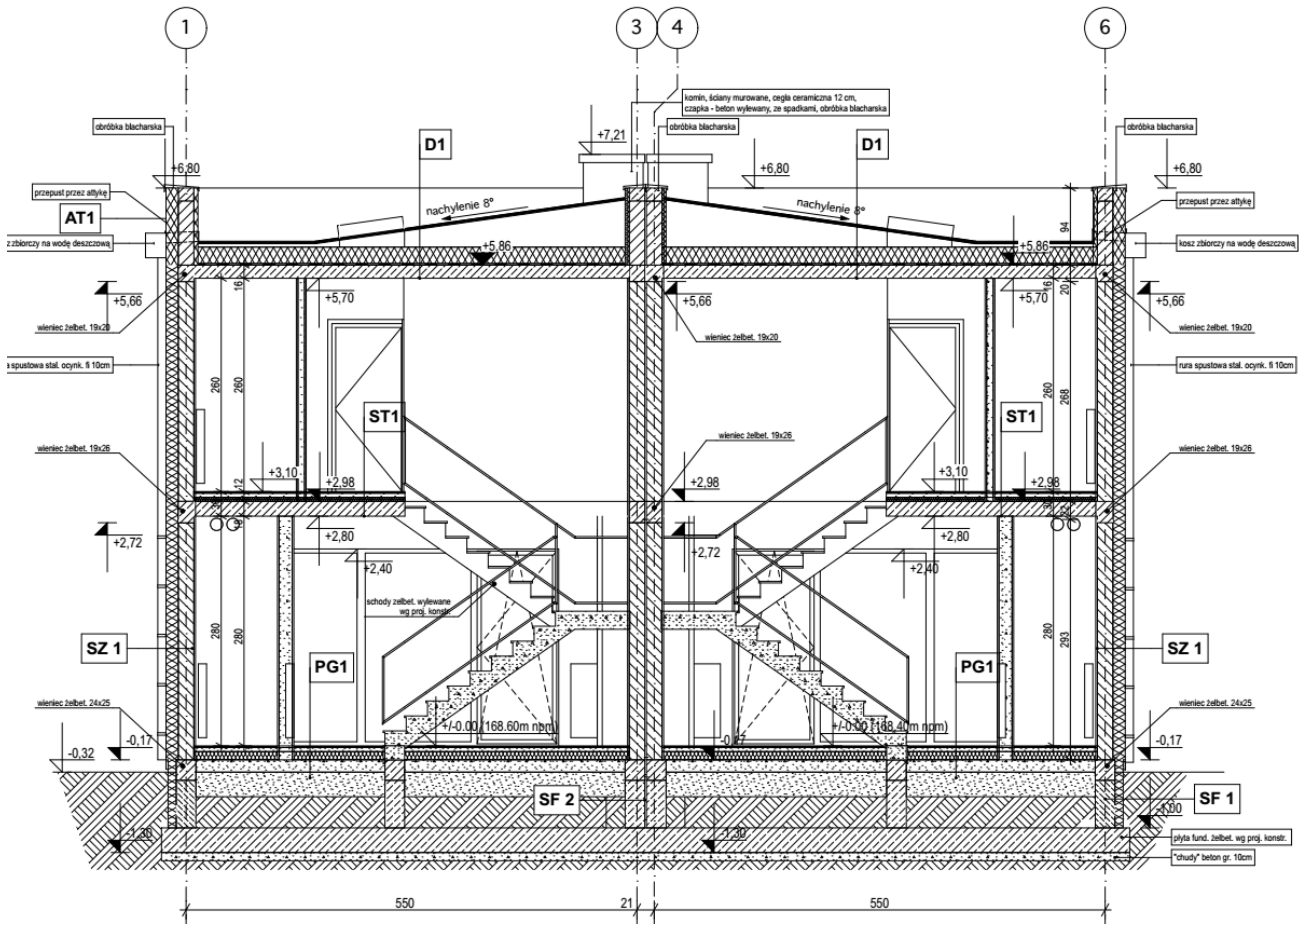 1
3
4
6
komin, ściany murowane, cegła ceramiczna 12 cm,
czapka - beton wylewany, ze spadkami, obróbka blacharska
obróbka blacharska
obróbka blacharska
obróbka blacharska
+7,21
D1
D1
+6,80
+6,80
+6,80
przepust przez attykę
przepust przez attykę
AT1
nachylenie 8°
nachylenie 8°
94
z zbiorczy na wodę deszczową
kosz zbiorczy na wodę deszczową
+5,86
+5,86
16
16
20
+5,66
+5,70
+5,66
+5,70
+5,66
wieniec żelbet. 19x20
wieniec żelbet. 19x20
wieniec żelbet. 19x20
a spustowa stal. ocynk. fi 10cm
rura spustowa stal. ocynk. fi 10cm
260
260
260
268
ST1
ST1
wieniec żelbet. 19x26
wieniec żelbet. 19x26
wieniec żelbet. 19x26
+3,10
+2,98
12
+2,98
+3,10
+2,98
+2,72
+2,80
+2,72
+2,80
+2,40
+2,40
schody żelbet. wylewane
wg proj. konstr.
280
280
280
293
SZ 1
SZ 1
PG1
PG1
wieniec żelbet. 24x25
wieniec żelbet. 24x25
+/-0.00 (168.60m npm)
+/-0.00 (168.40m npm)
-0,32
-0,17
-0,17
-0,17
SF 2
SF 1
-1,00
-1,30
-1,30
płyta fund. żelbet. wg proj. konstr.
"chudy" beton gr. 10cm
550
21
550